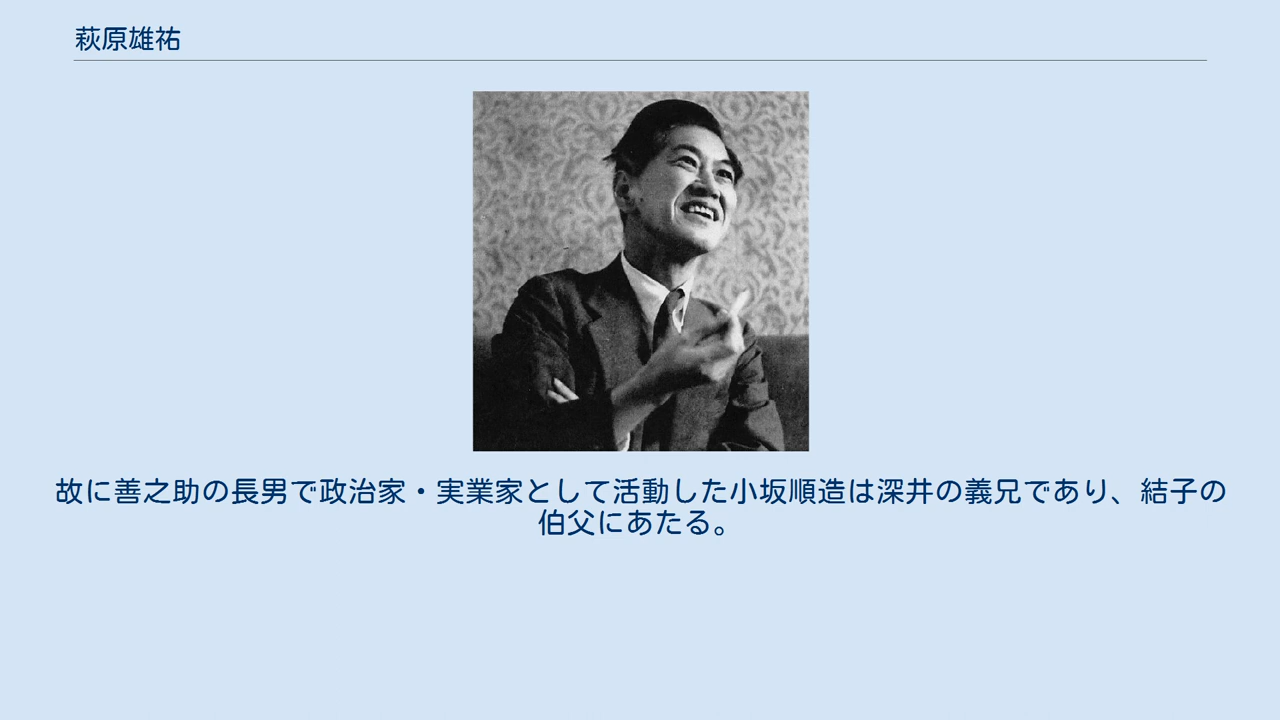 萩原雄祐
故に善之助の長男で政治家・実業家として活動した小坂順造は深井の義兄であり、結子の
伯父にあたる。